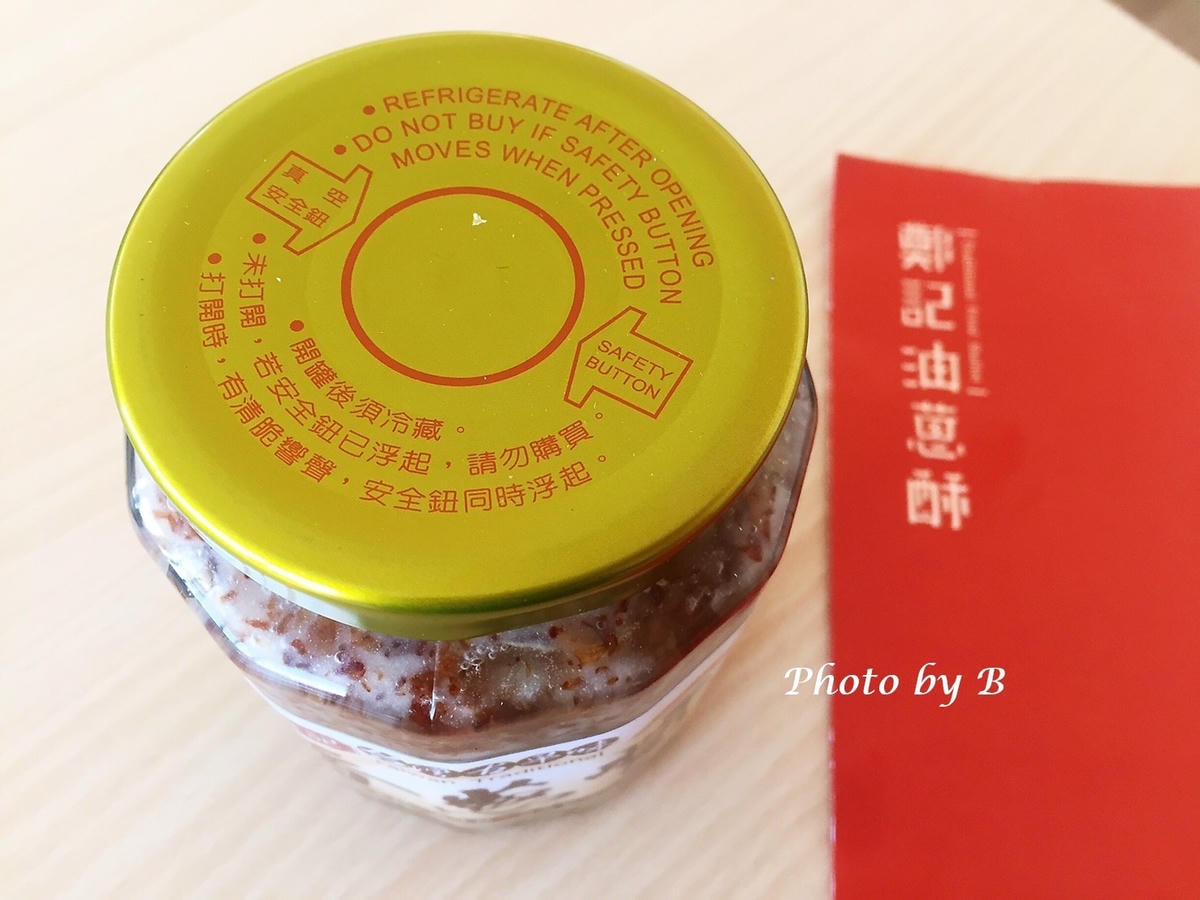 • REFRIGERATE AFTER OPENING
• DO NOT BUY IF SAFETY BUTTON
MOVES WHEN PRESSED
真空
安全鈕
SAFETY
BUTTON
• 開罐後須冷藏。
• 未打開,若安全鈕已浮起,請勿購買。
• 打開時,有清脆響聲,安全鈕同時浮起。
鄭記油蔥酥
Traditional
Photo by B